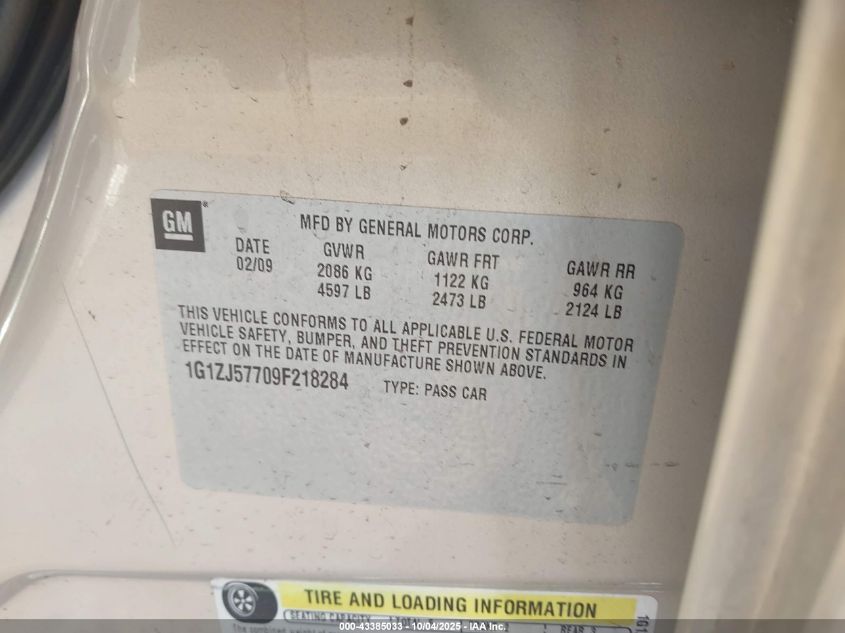 GM
MFD BY GENERAL MOTORS CORP.
DATE GVWR GAWR FRT GAWR RR
02/09 2086 KG 1122 KG 964 KG
4597 LB 2473 LB 2124 LB
THIS VEHICLE CONFORMS TO ALL APPLICABLE U.S. FEDERAL MOTOR
VEHICLE SAFETY, BUMPER, AND THEFT PREVENTION STANDARDS IN
EFFECT ON THE DATE OF MANUFACTURE SHOWN ABOVE.
1G1ZJ57709F218284 TYPE: PASS CAR
TIRE AND LOADING INFORMATION
SEATING CAPACITY
000-43385033 - 10/04/2025 - IAA Inc.